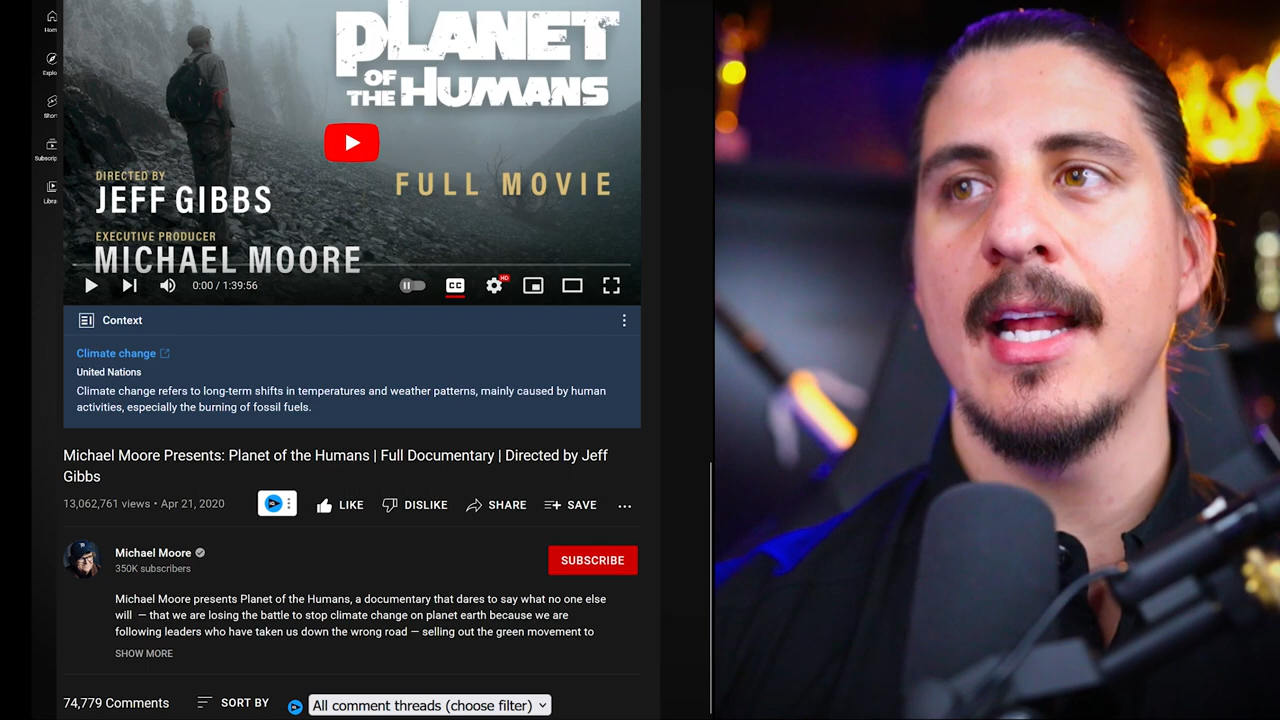 PLANET
OF
THE HUMANS
DIRECTED BY
JEFF GIBBS
FULL MOVIE
EXECUTIVE PRODUCER
MICHAEL MOORE
0:00 / 1:39:56
CC
HD
Hom
Explo
Shor
Subscrip
Libra
Context
Climate change
United Nations
Climate change refers to long-term shifts in temperatures and weather patterns, mainly caused by human
activities, especially the burning of fossil fuels.
Michael Moore Presents: Planet of the Humans | Full Documentary | Directed by Jeff
Gibbs
13,062,761 views • Apr 21, 2020
LIKE
DISLIKE
SHARE
SAVE
Michael Moore
350K subscribers
SUBSCRIBE
Michael Moore presents Planet of the Humans, a documentary that dares to say what no one else
will — that we are losing the battle to stop climate change on planet earth because we are
following leaders who have taken us down the wrong road — selling out the green movement to
SHOW MORE
74,779 Comments
SORT BY
All comment threads (choose filter)